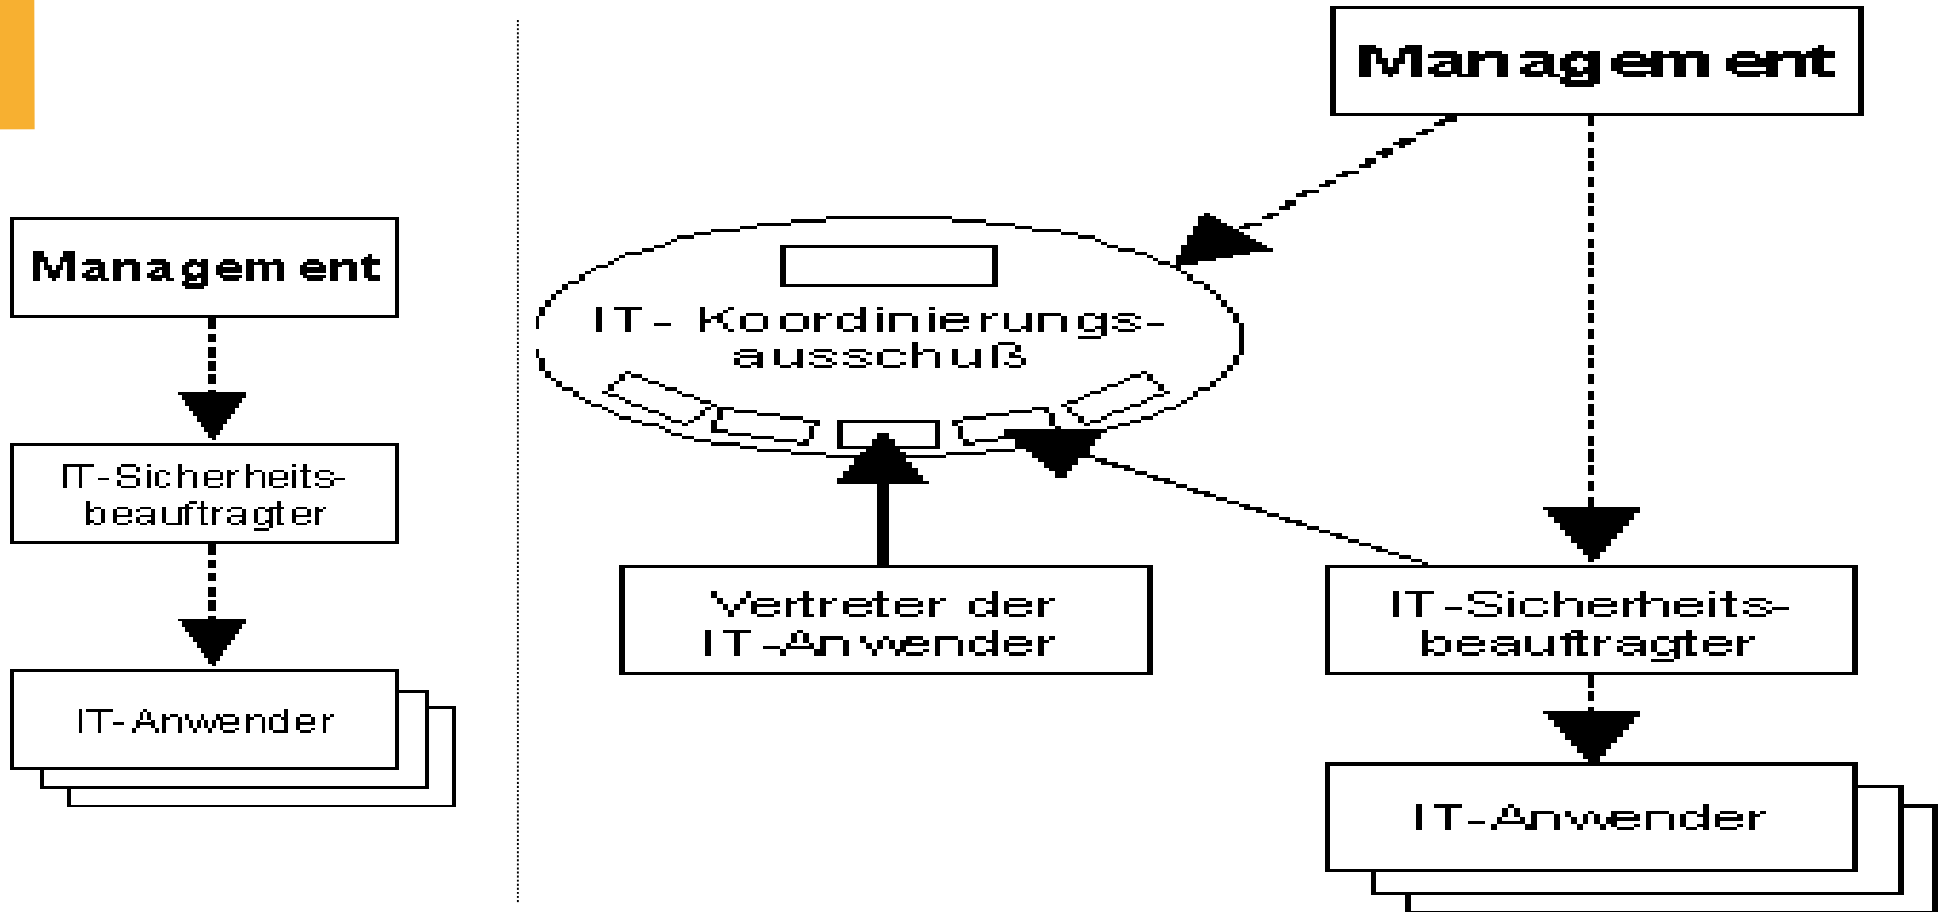 Management
IT-Sicherheits-
beauftragter
IT-Anwender
Management
IT- Koordinierungs-
ausschuß
Vertreter der
IT-Anwender
IT-Sicherheits-
beauftragter
IT-Anwender